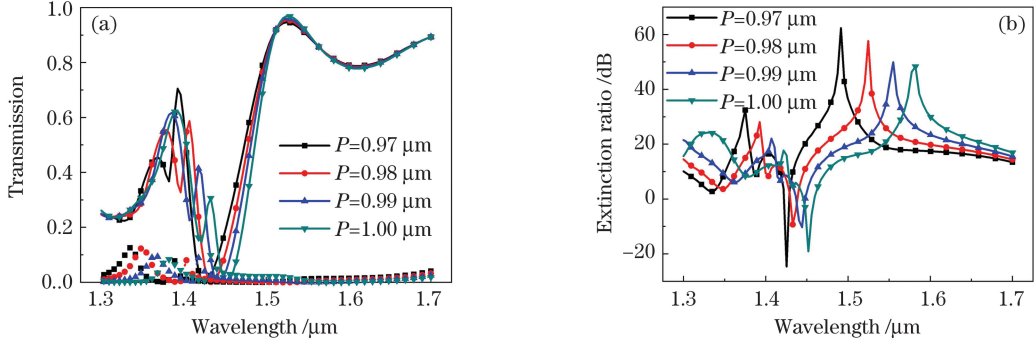 (a)
1.0
0.8
0.6
0.4
0.2
0.0
Transmission
P=0.97 μm
P=0.98 μm
P=0.99 μm
P=1.00 μm
1.3 1.4 1.5 1.6 1.7
Wavelength /μm
(b)
60
40
20
0
−20
Extinction ratio /dB
P=0.97 μm
P=0.98 μm
P=0.99 μm
P=1.00 μm
1.3 1.4 1.5 1.6 1.7
Wavelength /μm